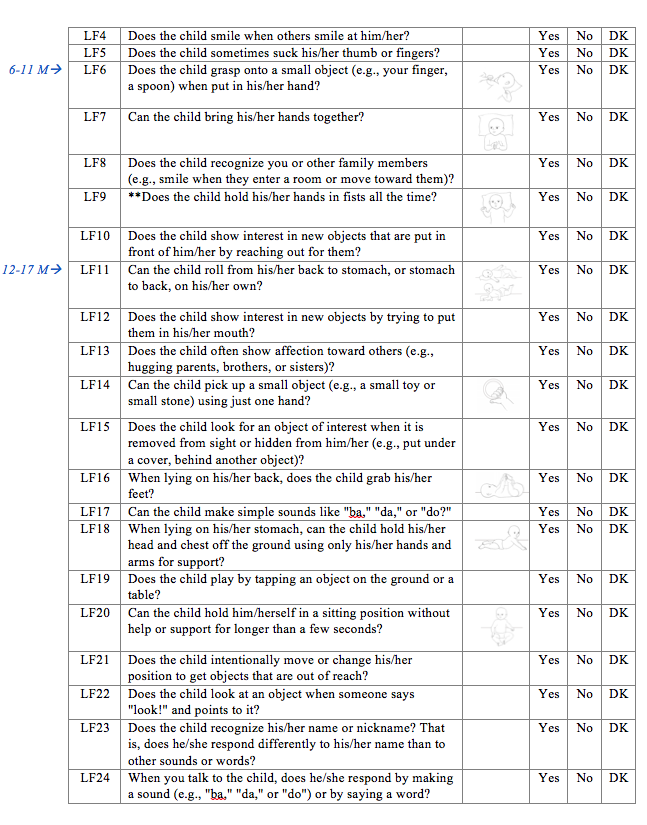 LF4 Does the child smile when others smile at him/her? Yes No DK
LF5 Does the child sometimes suck his/her thumb or fingers? Yes No DK
6-11 M→ LF6 Does the child grasp onto a small object (e.g., your finger, Yes No DK
a spoon) when put in his/her hand?
LF7 Can the child bring his/her hands together? Yes No DK
LF8 Does the child recognize you or other family members Yes No DK
(e.g., smile when they enter a room or move toward them)?
LF9 **Does the child hold his/her hands in fists all the time? Yes No DK
LF10 Does the child show interest in new objects that are put in Yes No DK
front of him/her by reaching out for them?
12-17 M→ LF11 Can the child roll from his/her back to stomach, or stomach Yes No DK
to back, on his/her own?
LF12 Does the child show interest in new objects by trying to put Yes No DK
them in his/her mouth?
LF13 Does the child often show affection toward others (e.g., Yes No DK
hugging parents, brothers, or sisters)?
LF14 Can the child pick up a small object (e.g., a small toy or Yes No DK
small stone) using just one hand?
LF15 Does the child look for an object of interest when it is Yes No DK
removed from sight or hidden from him/her (e.g., put under
a cover, behind another object)?
LF16 When lying on his/her back, does the child grab his/her Yes No DK
feet?
LF17 Can the child make simple sounds like "ba," "da," or "do?" Yes No DK
LF18 When lying on his/her stomach, can the child hold his/her Yes No DK
head and chest off the ground using only his/her hands and
arms for support?
LF19 Does the child play by tapping an object on the ground or a Yes No DK
table?
LF20 Can the child hold him/herself in a sitting position without Yes No DK
help or support for longer than a few seconds?
LF21 Does the child intentionally move or change his/her Yes No DK
position to get objects that are out of reach?
LF22 Does the child look at an object when someone says Yes No DK
"look!" and points to it?
LF23 Does the child recognize his/her name or nickname? That Yes No DK
is, does he/she respond differently to his/her name than to
other sounds or words?
LF24 When you talk to the child, does he/she respond by making Yes No DK
a sound (e.g., "ba," "da," or "do") or by saying a word?